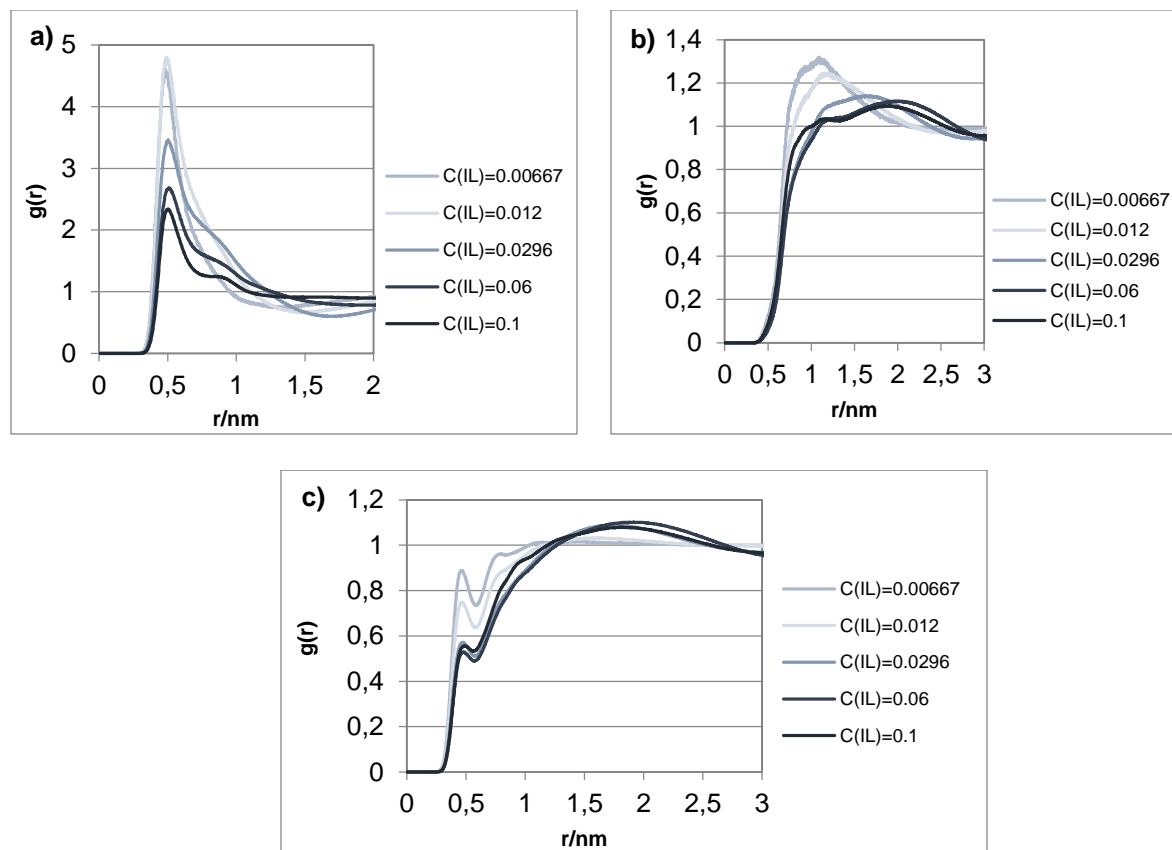 a)
5
4
3
2
1
0
g(r)
0 0,5 1 1,5 2
r/nm
C(IL)=0.00667
C(IL)=0.012
C(IL)=0.0296
C(IL)=0.06
C(IL)=0.1
b)
1,4
1,2
1
0,8
0,6
0,4
0,2
0
g(r)
0 0,5 1 1,5 2 2,5 3
r/nm
C(IL)=0.00667
C(IL)=0.012
C(IL)=0.0296
C(IL)=0.06
C(IL)=0.1
c)
1,2
1
0,8
0,6
0,4
0,2
0
g(r)
0 0,5 1 1,5 2 2,5 3
r/nm
C(IL)=0.00667
C(IL)=0.012
C(IL)=0.0296
C(IL)=0.06
C(IL)=0.1